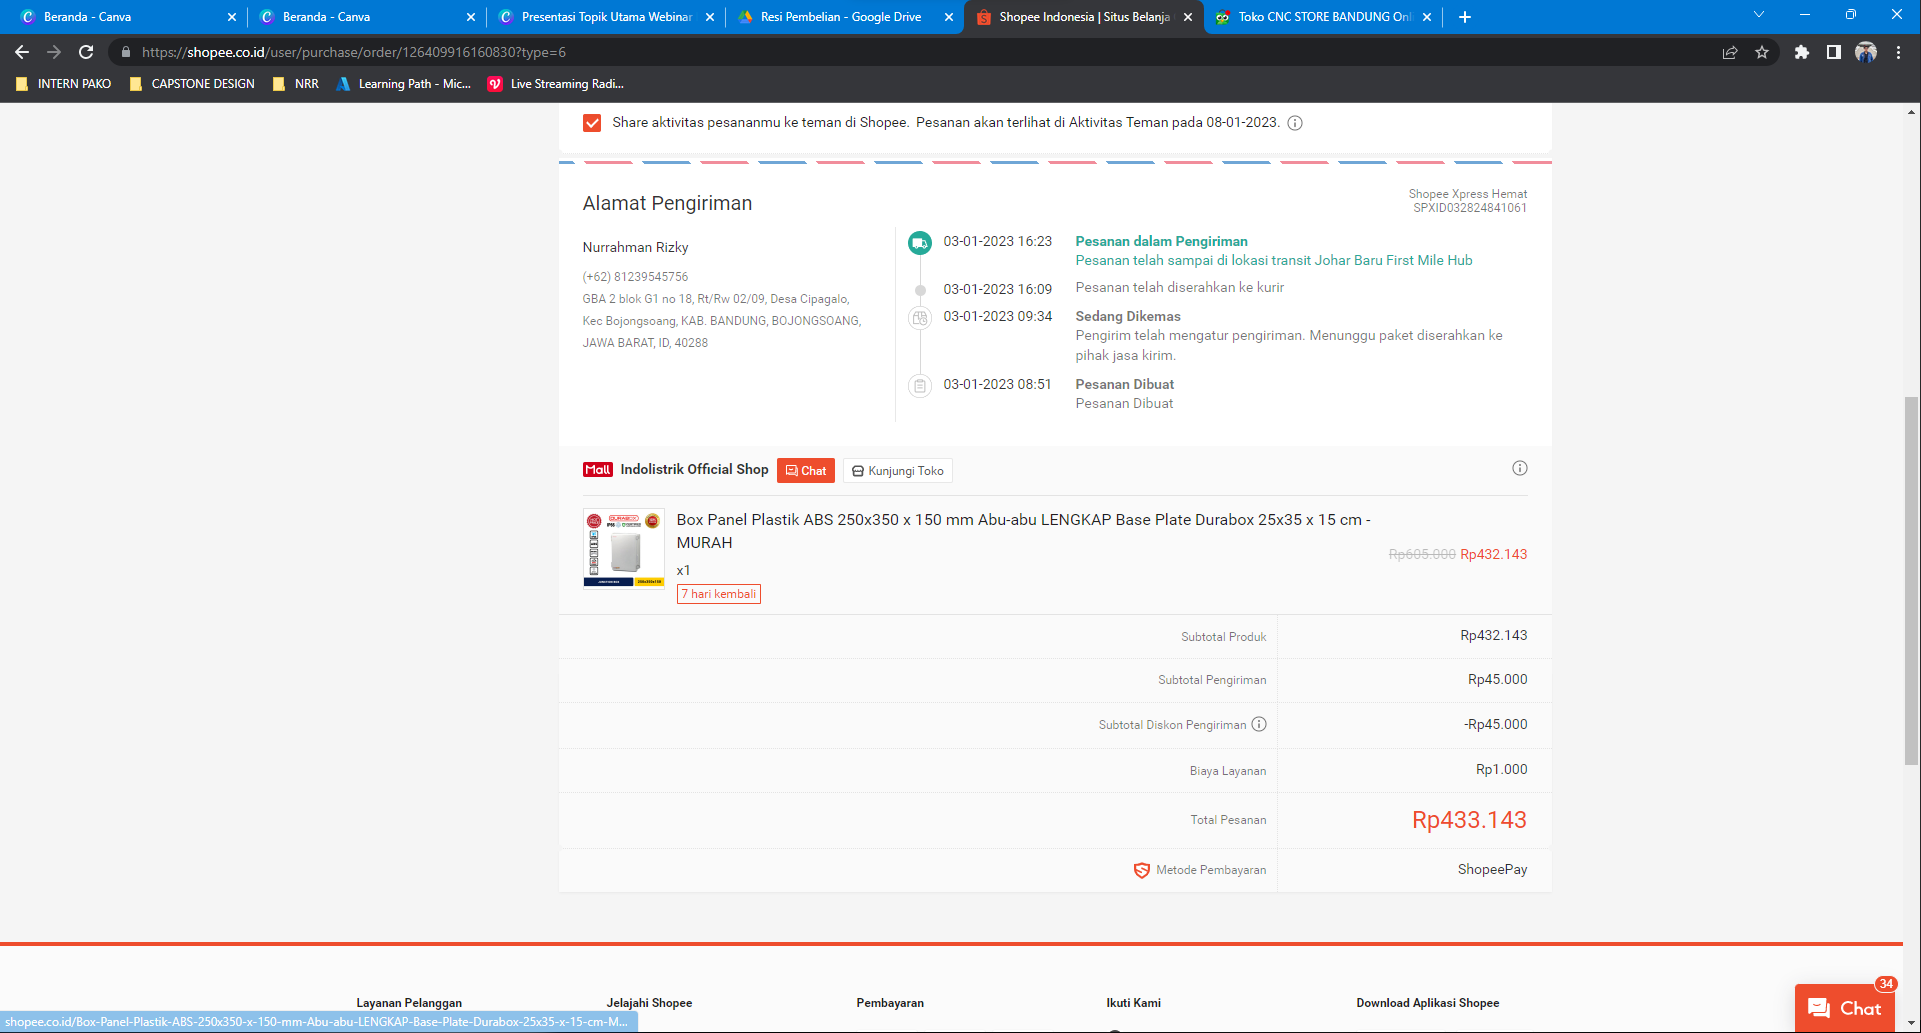 Beranda - Canva
Beranda - Canva
Presentasi Topik Utama Webinar
Resi Pembelian - Google Drive
Shopee Indonesia | Situs Belanja
Toko CNC STORE BANDUNG Onl
https://shopee.co.id/user/purchase/order/126409916160830?type=6
INTERN PAKO
CAPSTONE DESIGN
NRR
Learning Path - Mic...
Live Streaming Radi...
Share aktivitas pesananmu ke teman di Shopee. Pesanan akan terlihat di Aktivitas Teman pada 08-01-2023.
Alamat Pengiriman
Shopee Xpress Hemat
SPXID032824841061
Nurrahman Rizky
(+62) 81239545756
GBA 2 blok G1 no 18, Rt/Rw 02/09, Desa Cipagalo,
Kec Bojongsoang, KAB. BANDUNG, BOJONGSOANG,
JAWA BARAT, ID, 40288
03-01-2023 16:23 Pesanan dalam Pengiriman
Pesanan telah sampai di lokasi transit Johar Baru First Mile Hub
03-01-2023 16:09 Pesanan telah diserahkan ke kurir
03-01-2023 09:34 Sedang Dikemas
Pengirim telah mengatur pengiriman. Menunggu paket diserahkan ke
pihak jasa kirim.
03-01-2023 08:51 Pesanan Dibuat
Pesanan Dibuat
Mall Indolistrik Official Shop Chat Kunjungi Toko
Box Panel Plastik ABS 250x350 x 150 mm Abu-abu LENGKAP Base Plate Durabox 25x35 x 15 cm -
MURAH
x1
7 hari kembali
Rp605.000 Rp432.143
Subtotal Produk Rp432.143
Subtotal Pengiriman Rp45.000
Subtotal Diskon Pengiriman -Rp45.000
Biaya Layanan Rp1.000
Total Pesanan Rp433.143
Metode Pembayaran ShopeePay
Layanan Pelanggan
Jelajahi Shopee
Pembayaran
Ikuti Kami
Download Aplikasi Shopee
34
Chat
shopee.co.id/Box-Panel-Plastik-ABS-250x350-x-150-mm-Abu-abu-LENGKAP-Base-Plate-Durabox-25x35-x-15-cm-M...